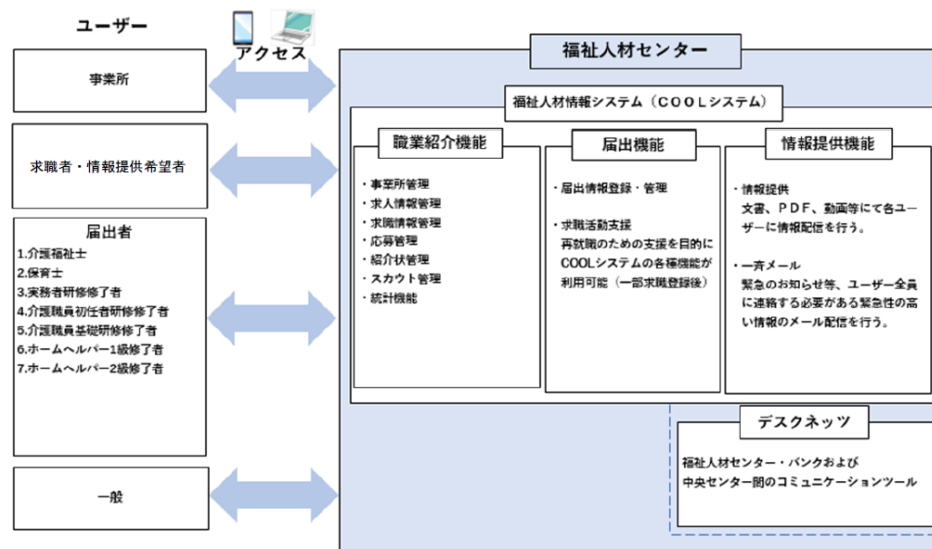 ユーザー
アクセス
事業所
求職者・情報提供希望者
届出者
1.介護福祉士
2.保育士
3.実務者研修修了者
4.介護職員初任者研修修了者
5.介護職員基礎研修修了者
6.ホームヘルパー1級修了者
7.ホームヘルパー2級修了者
一般
福祉人材センター
福祉人材情報システム（ＣＯＯＬシステム）
職業紹介機能
・事業所管理
・求人情報管理
・求職情報管理
・応募管理
・紹介状管理
・スカウト管理
・統計機能
届出機能
・届出情報登録・管理
・求職活動支援
再就職のための支援を目的に
COOLシステムの各種機能が
利用可能（一部求職登録後）
情報提供機能
・情報提供
文書、ＰＤＦ、動画等にて各ユー
ザーに情報配信を行う。
・一斉メール
緊急のお知らせ等、ユーザー全員
に連絡する必要がある緊急性の
高い情報のメール配信を行う。
デスクネッツ
福祉人材センター・バンクおよび
中央センター間のコミュニケーションツール